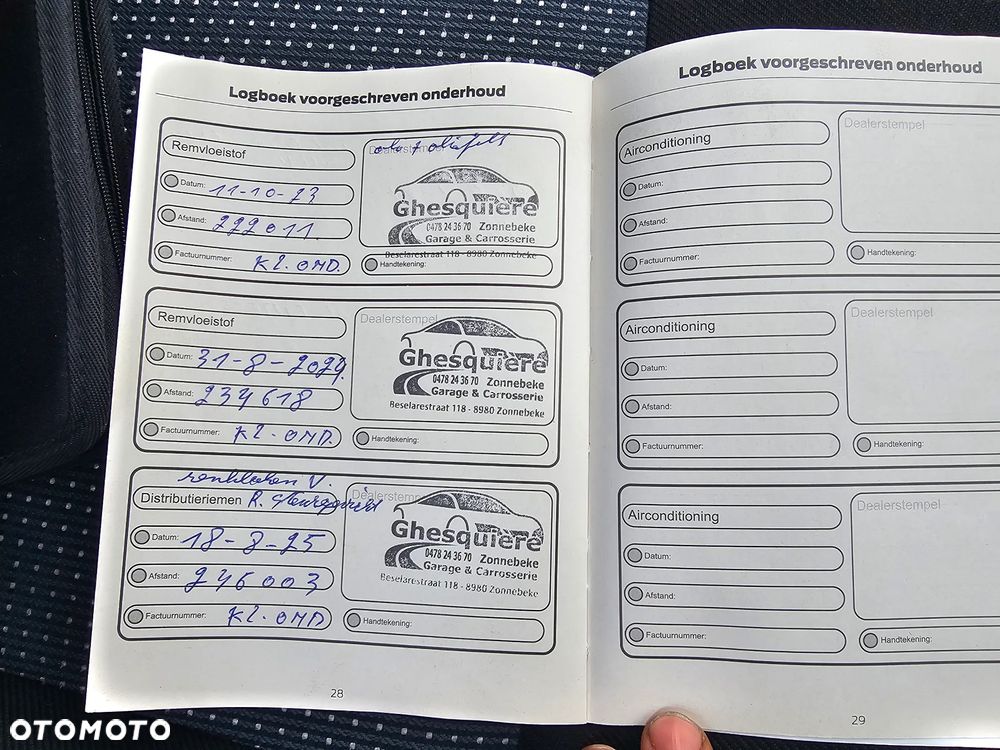 Logboek voorgeschreven onderhoud
Remvloeistof
Datum: 11-10-23
Afstand: 222011
Factuurnummer: KL.OMD.
Dealerstempel
olie + oliefilt
Ghesquiere
0478 24 36 70 Zonnebeke
Garage & Carrosserie
Beselarestraat 118 - 8980 Zonnebeke
Handtekening:
Remvloeistof
Datum: 31-8-2024.
Afstand: 234618
Factuurnummer: KL-OMD.
Dealerstempel
Ghesquiere
0478 24 36 70 Zonnebeke
Garage & Carrosserie
Beselarestraat 118 - 8980 Zonnebeke
Handtekening:
remblokken V.
Distributieriemen R.
Datum: 18-8-25
Afstand: 246003
Factuurnummer: KL-OMD
Dealerstempel
Ghesquiere
0478 24 36 70 Zonnebeke
Garage & Carrosserie
Beselarestraat 118 - 8980 Zonnebeke
Handtekening:
28
Logboek voorgeschreven onderhoud
Airconditioning
Datum:
Afstand:
Factuurnummer:
Dealerstempel
Handtekening:
Airconditioning
Datum:
Afstand:
Factuurnummer:
Dealerstempel
Handtekening:
Airconditioning
Datum:
Afstand:
Factuurnummer:
Dealerstempel
Handtekening:
29
OTOMOTO